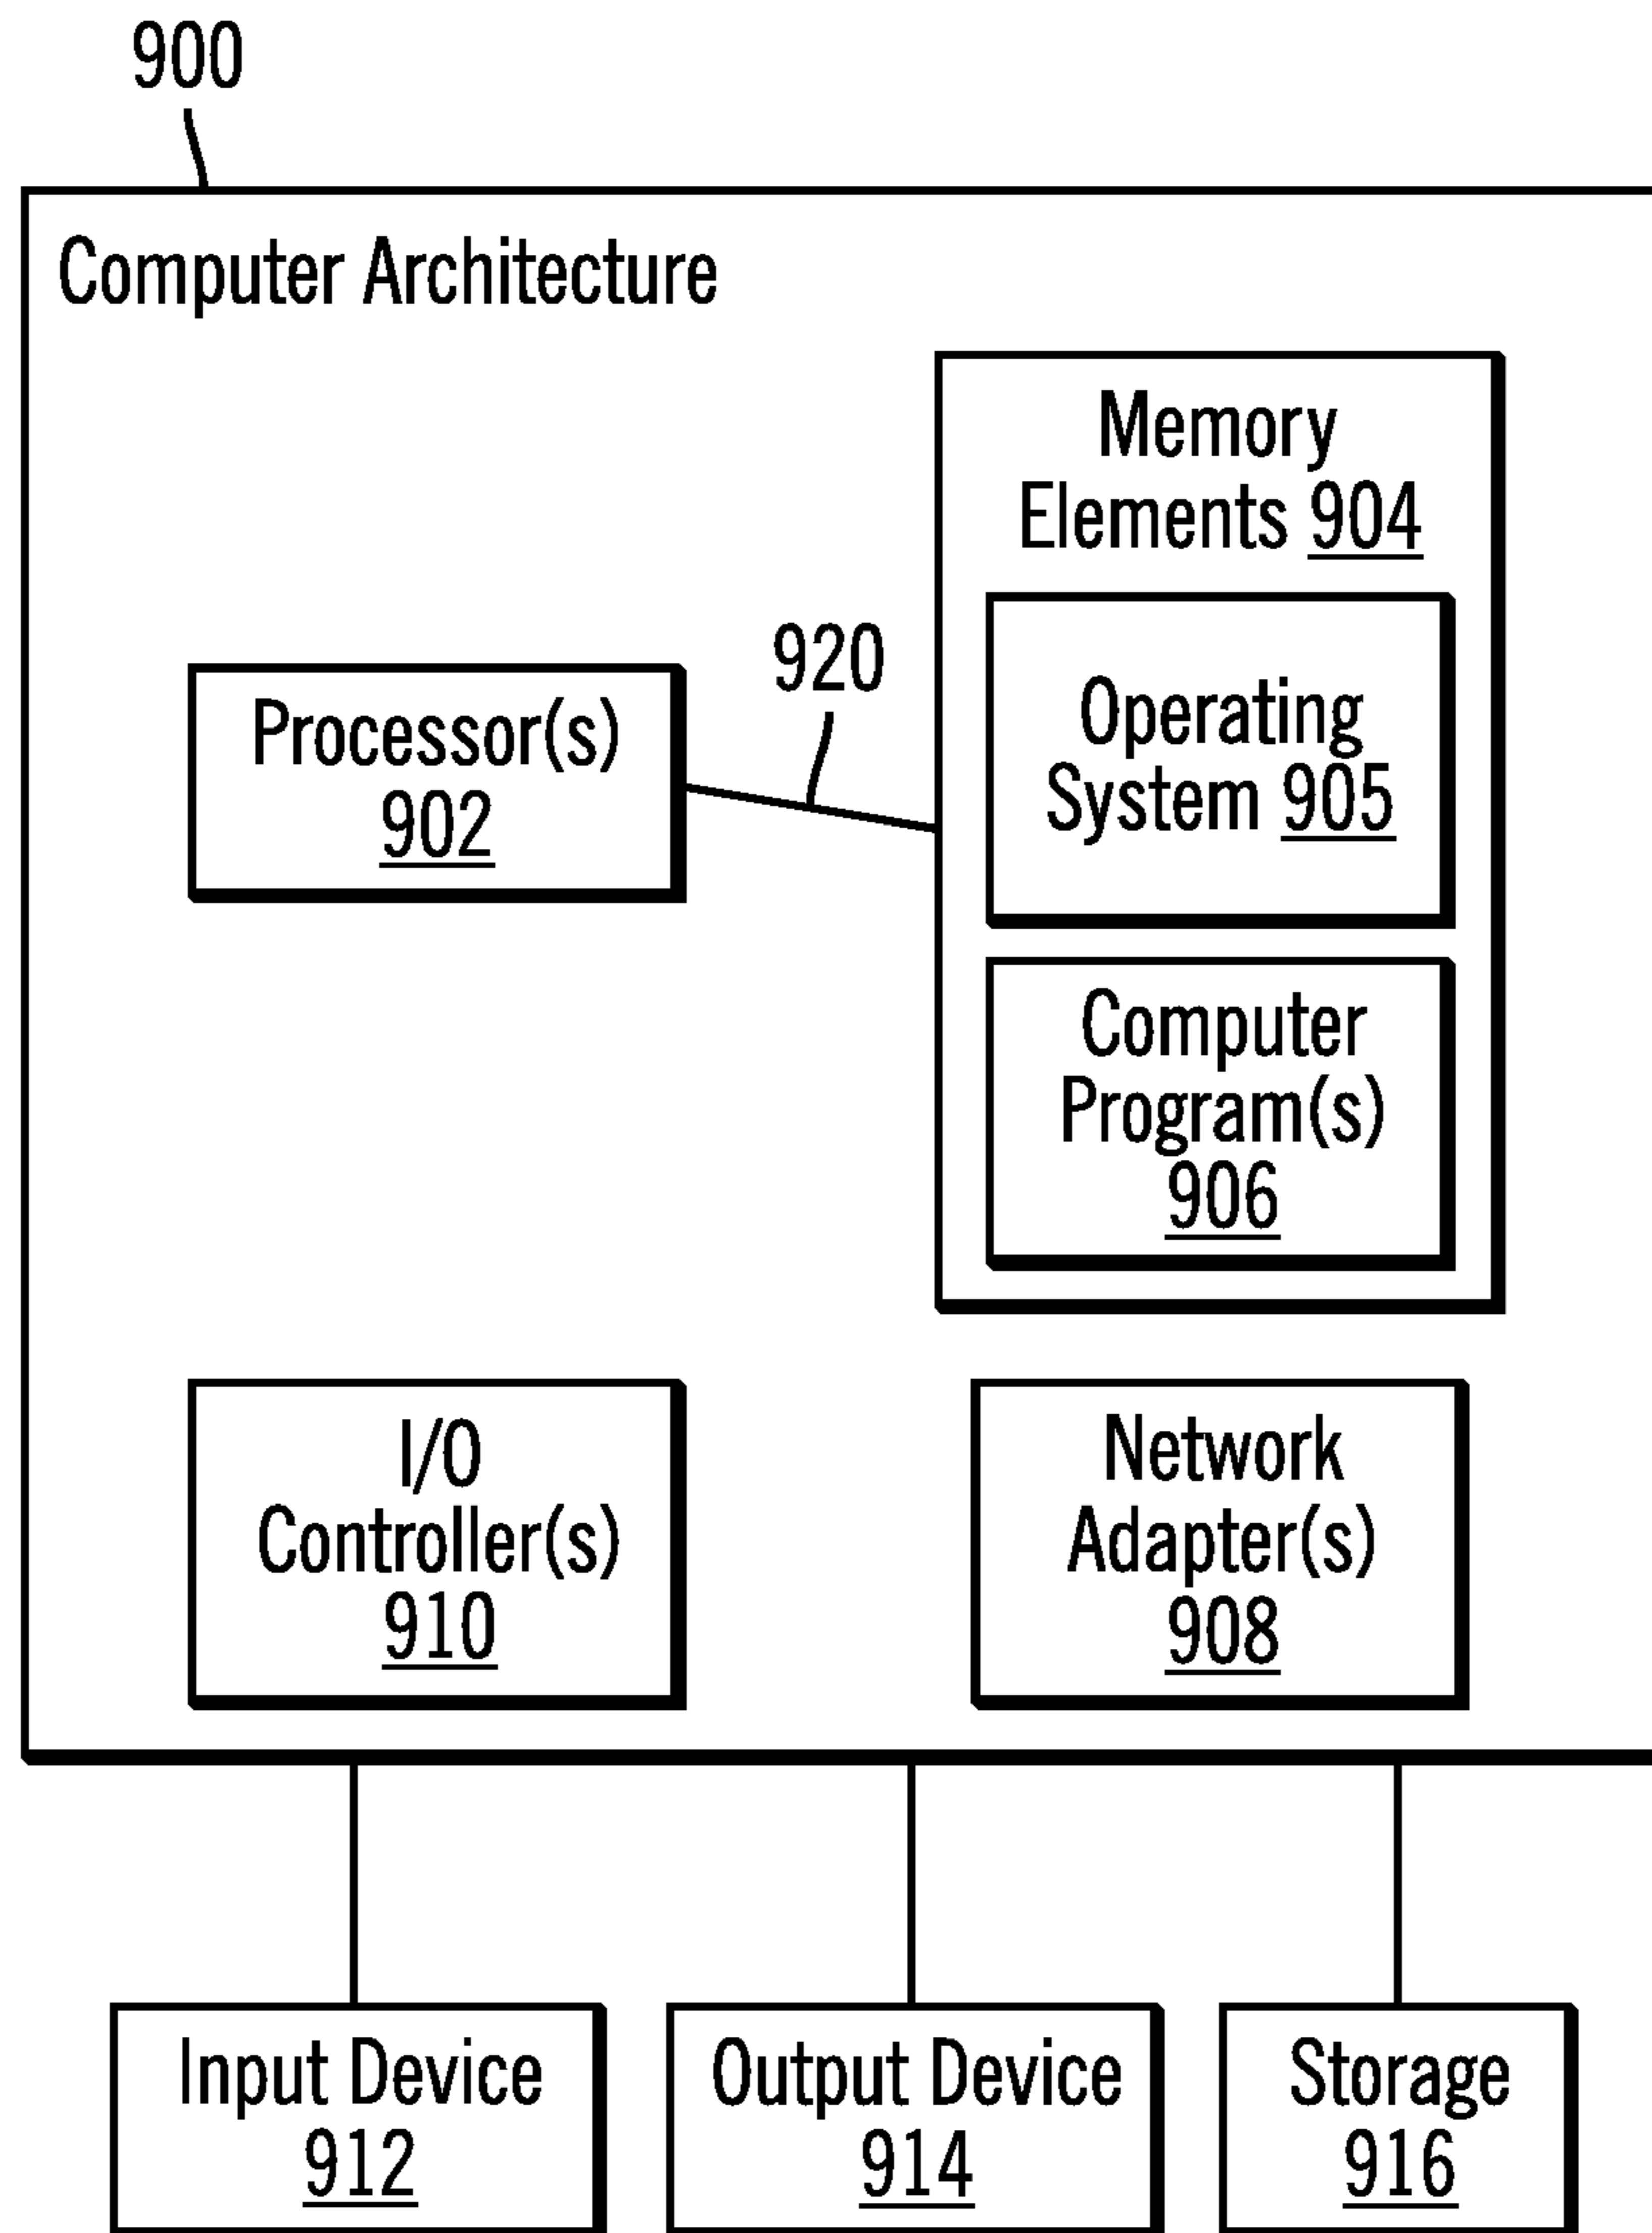 900
Computer Architecture
Memory
Elements 904
920
Operating
System 905
Processor(s)
902
Computer
Program(s)
906
I/O
Controller(s)
910
Network
Adapter(s)
908
Input Device
912
Output Device
914
Storage
916